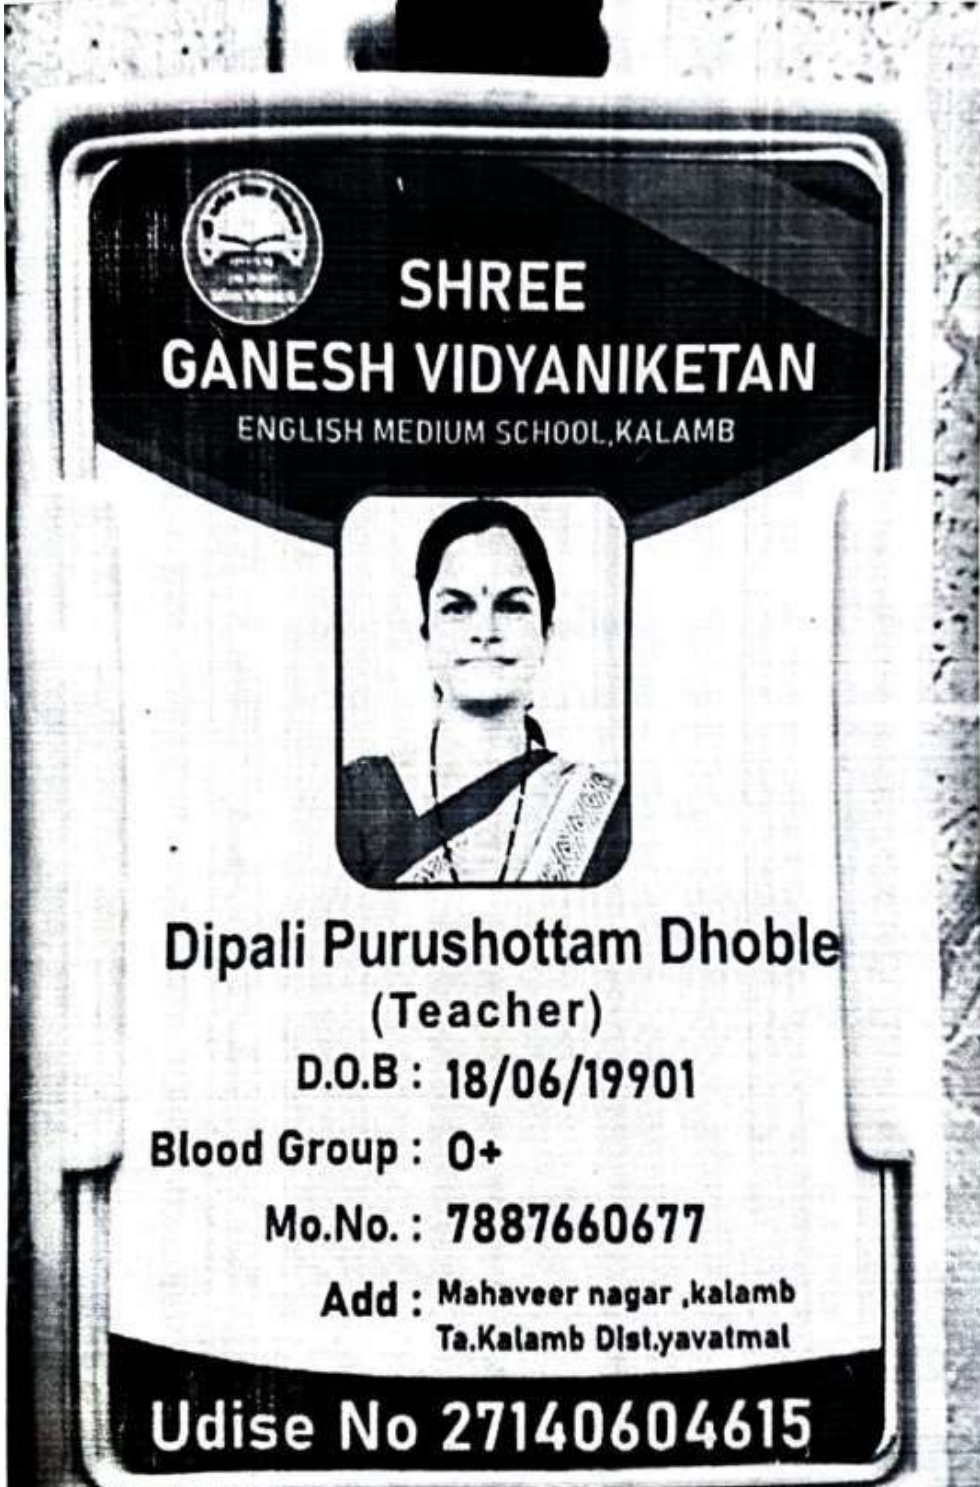 SHREE
GANESH VIDYANIKETAN
ENGLISH MEDIUM SCHOOL,KALAMB
Dipali Purushottam Dhoble
(Teacher)
D.O.B : 18/06/19901
Blood Group : O+
Mo.No. : 7887660677
Add : Mahaveer nagar ,kalamb
Ta.Kalamb Dist.yavatmal
Udise No 27140604615